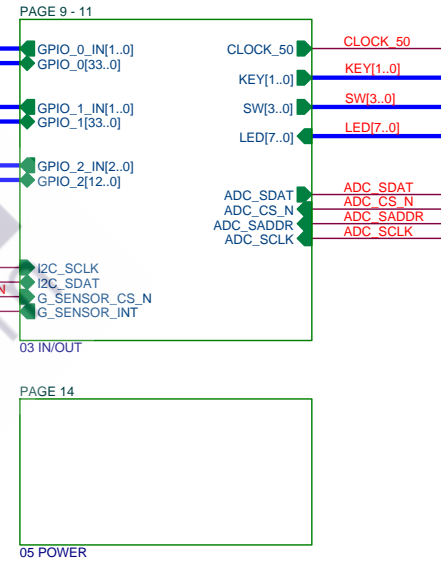 PAGE 9 - 11
GPIO_0_IN[1..0]
GPIO_0[33..0]
GPIO_1_IN[1..0]
GPIO_1[33..0]
GPIO_2_IN[2..0]
GPIO_2[12..0]
I2C_SCLK
I2C_SDAT
N
G_SENSOR_CS_N
G_SENSOR_INT
CLOCK_50 CLOCK_50
KEY[1..0] KEY[1..0]
SW[3..0] SW[3..0]
LED[7..0] LED[7..0]
ADC_SDAT ADC_SDAT
ADC_CS_N ADC_CS_N
ADC_SADDR ADC_SADDR
ADC_SCLK ADC_SCLK
03 IN/OUT
PAGE 14
05 POWER